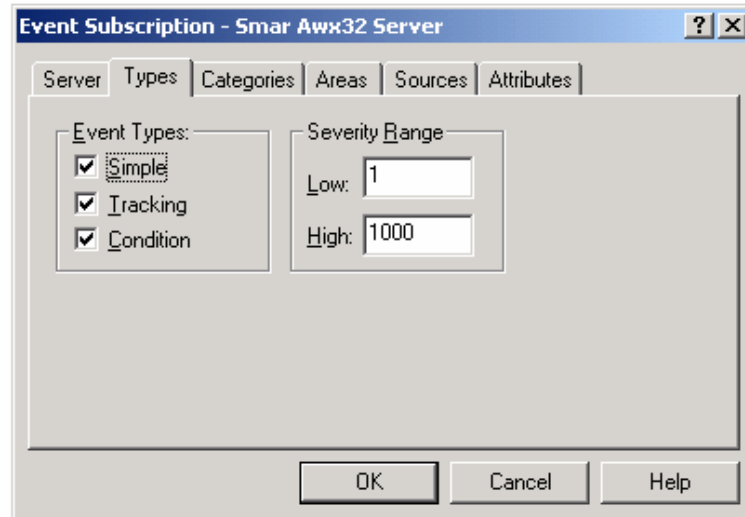 Event Subscription - Smar Awx32 Server
Server Types Categories Areas Sources Attributes
Event Types: Severity Range
Simple Low: 1
Tracking
Condition High: 1000
OK Cancel Help